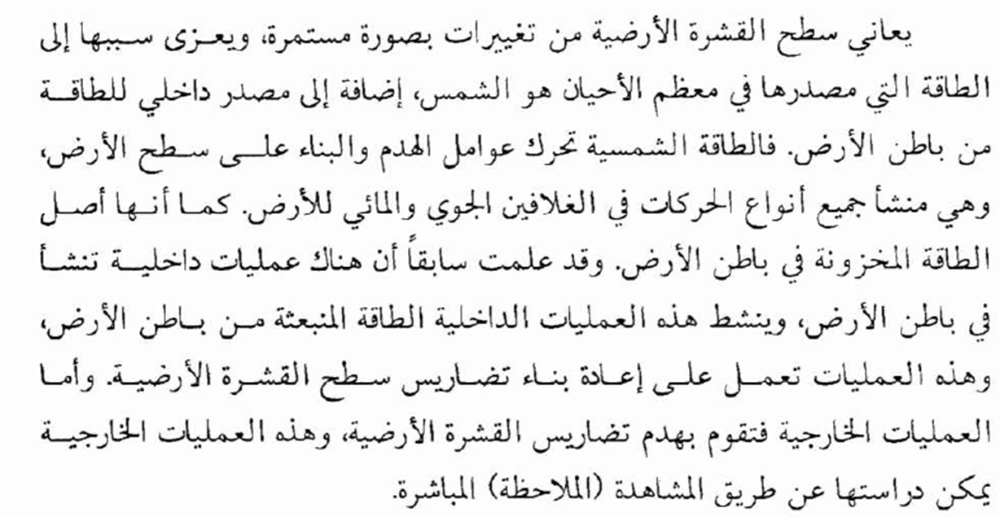 يعاني سطح القشرة الأرضية من تغييرات بصورة مستمرة، ويعزى سببها إلى
الطاقة التي مصدرها في معظم الأحيان هو الشمس، إضافة إلى مصدر داخلي للطاقة
من باطن الأرض. فالطاقة الشمسية تحرك عوامل الهدم والبناء على سطح الأرض،
وهي منشأ جميع أنواع الحركات في الغلافين الجوي والمائي للأرض. كما أنها أصل
الطاقة المخزونة في باطن الأرض. وقد علمت سابقاً أن هناك عمليات داخلية تنشأ
في باطن الأرض، وينشط هذه العمليات الداخلية الطاقة المنبعثة من باطن الأرض،
وهذه العمليات تعمل على إعادة بناء تضاريس سطح القشرة الأرضية. وأما
العمليات الخارجية فتقوم بهدم تضاريس القشرة الأرضية، وهذه العمليات الخارجية
يمكن دراستها عن طريق المشاهدة (الملاحظة) المباشرة.